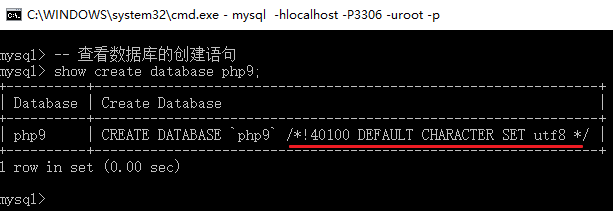 C:\WINDOWS\system32\cmd.exe - mysql  -hlocalhost -P3306 -uroot -p
mysql> -- 查看数据库的创建语句
mysql> show create database php9;
+----------+--------------------------------------------------------------+
| Database | Create Database                                              |
+----------+--------------------------------------------------------------+
| php9     | CREATE DATABASE `php9` /*!40100 DEFAULT CHARACTER SET utf8 */ |
+----------+--------------------------------------------------------------+
1 row in set (0.00 sec)
mysql>